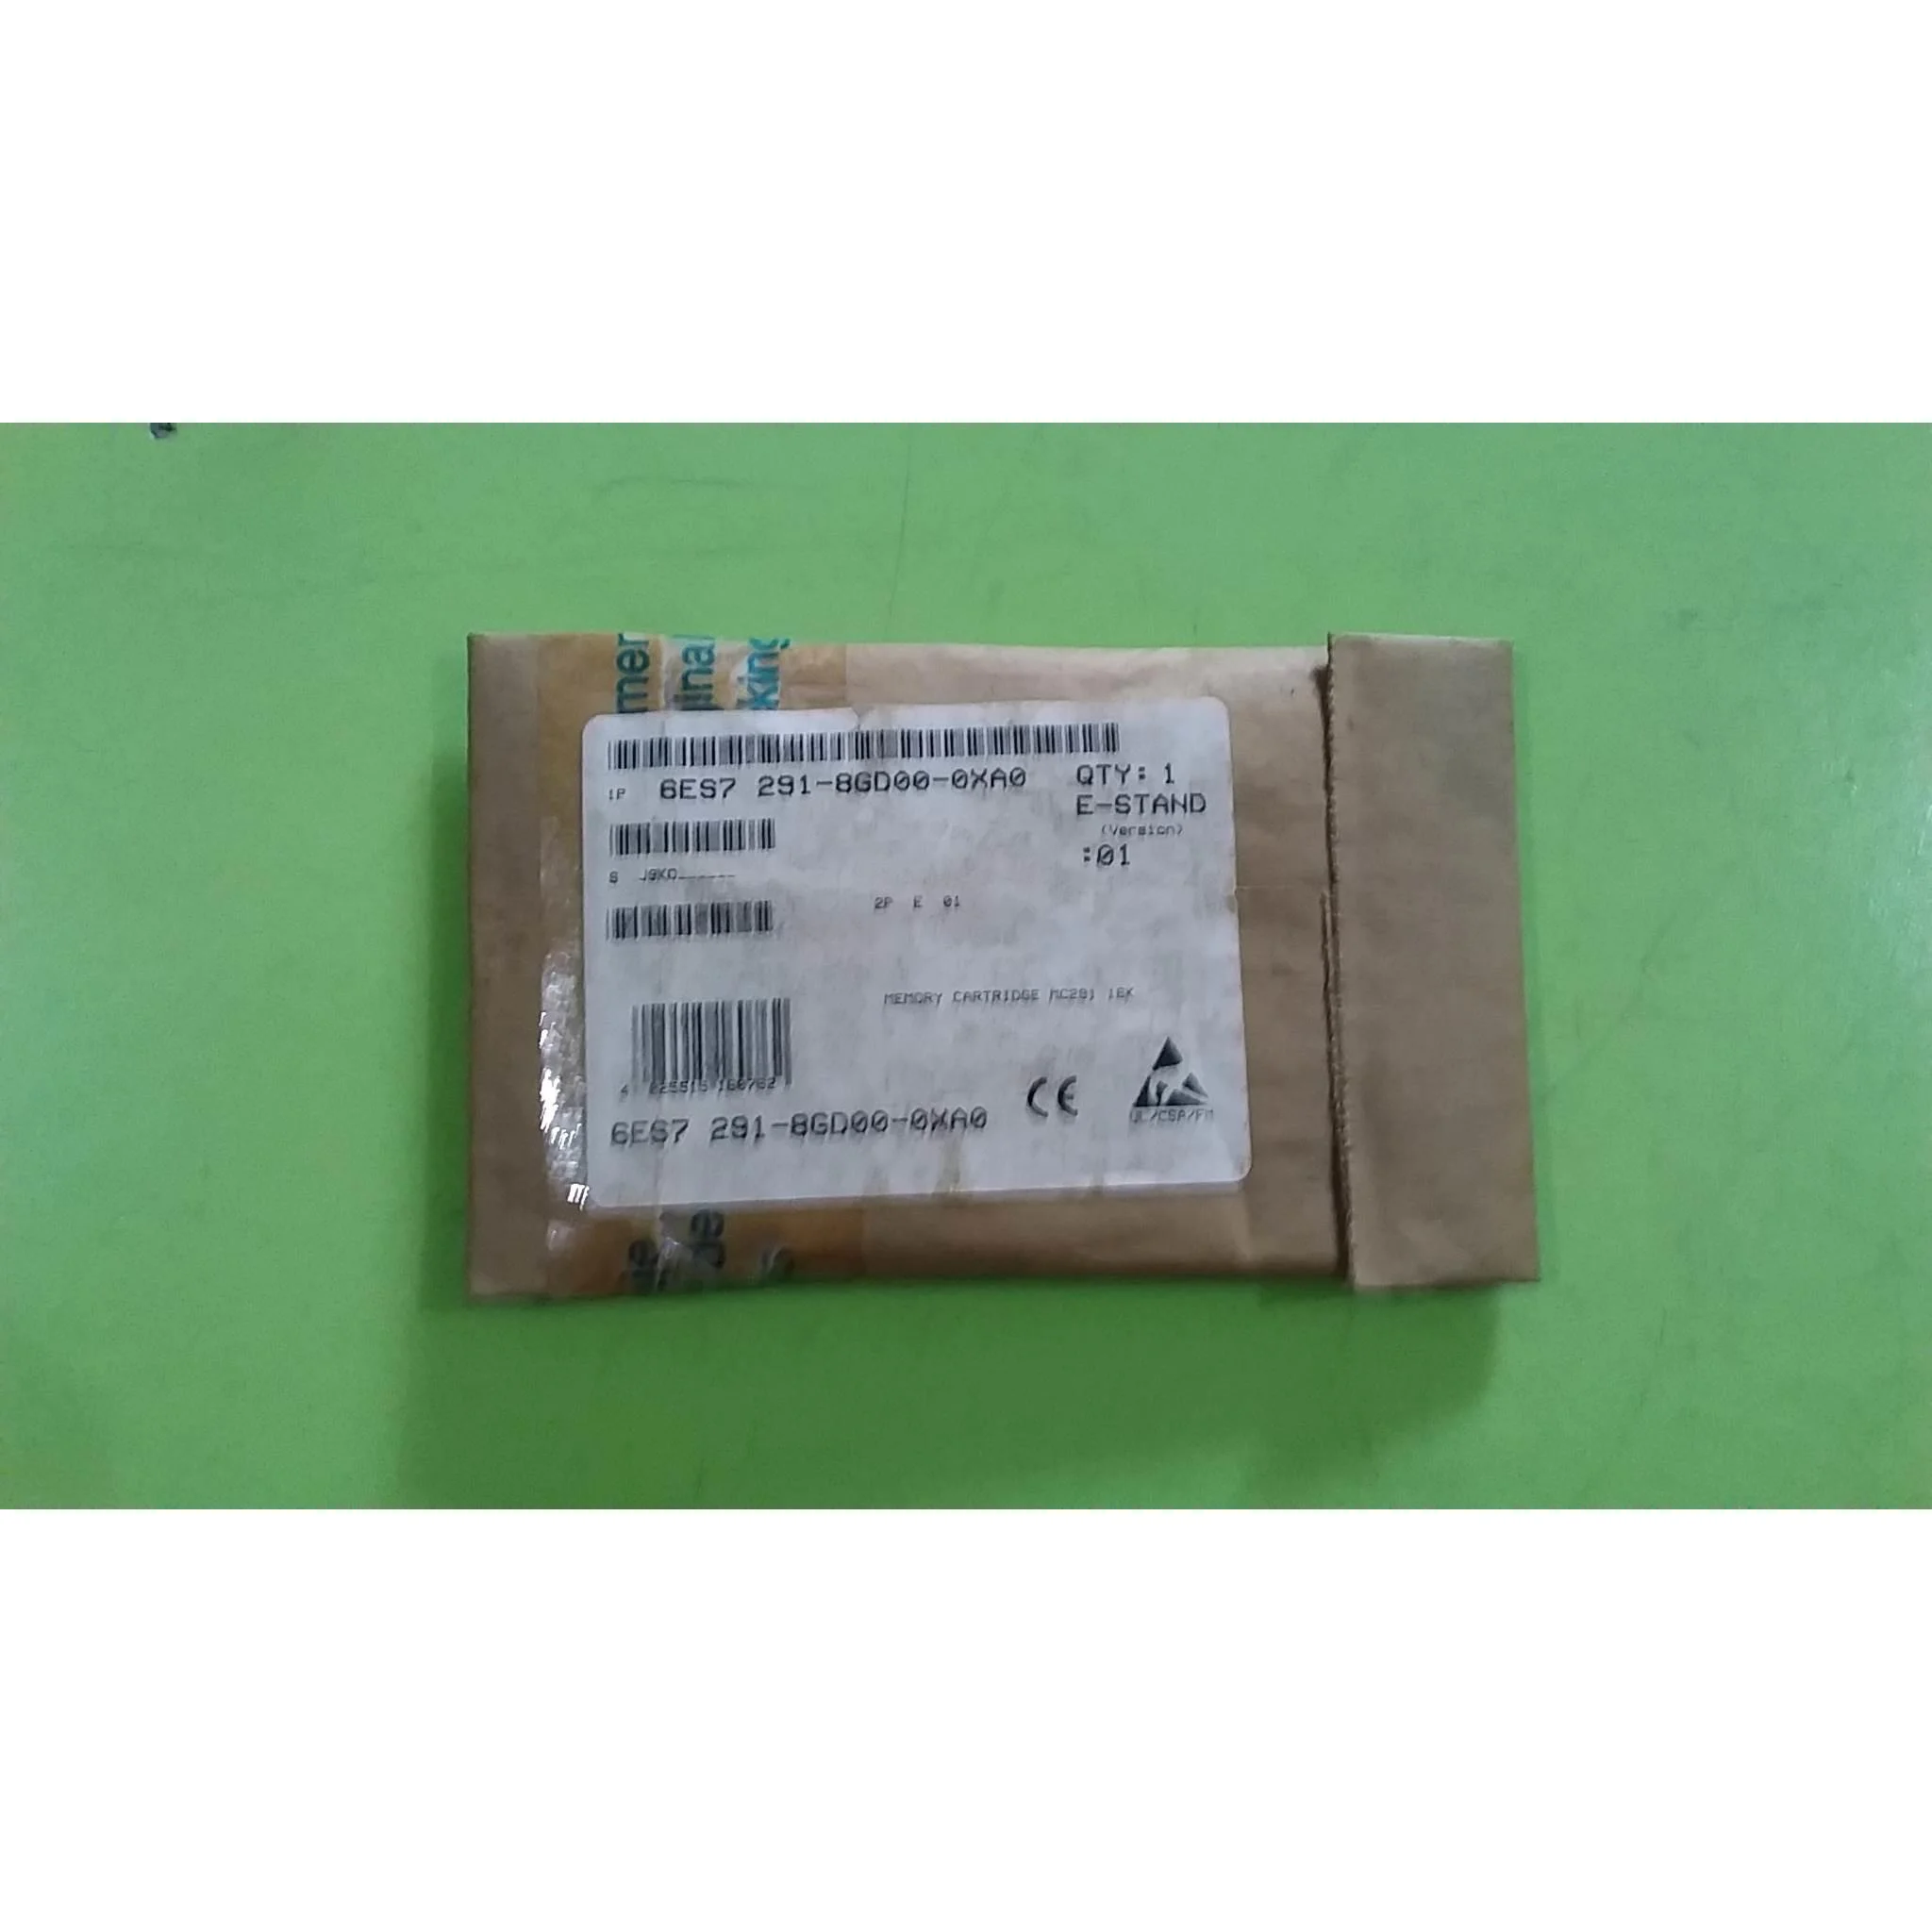 1P 6ES7 291-8GD00-0XA0 QTY: 1
E-STAND
(Version)
:01
S J9KO______
2P E 01
MEMORY CARTRIDGE MC291 16K
CE
UL/CSA/FM
6ES7 291-8GD00-0XA0